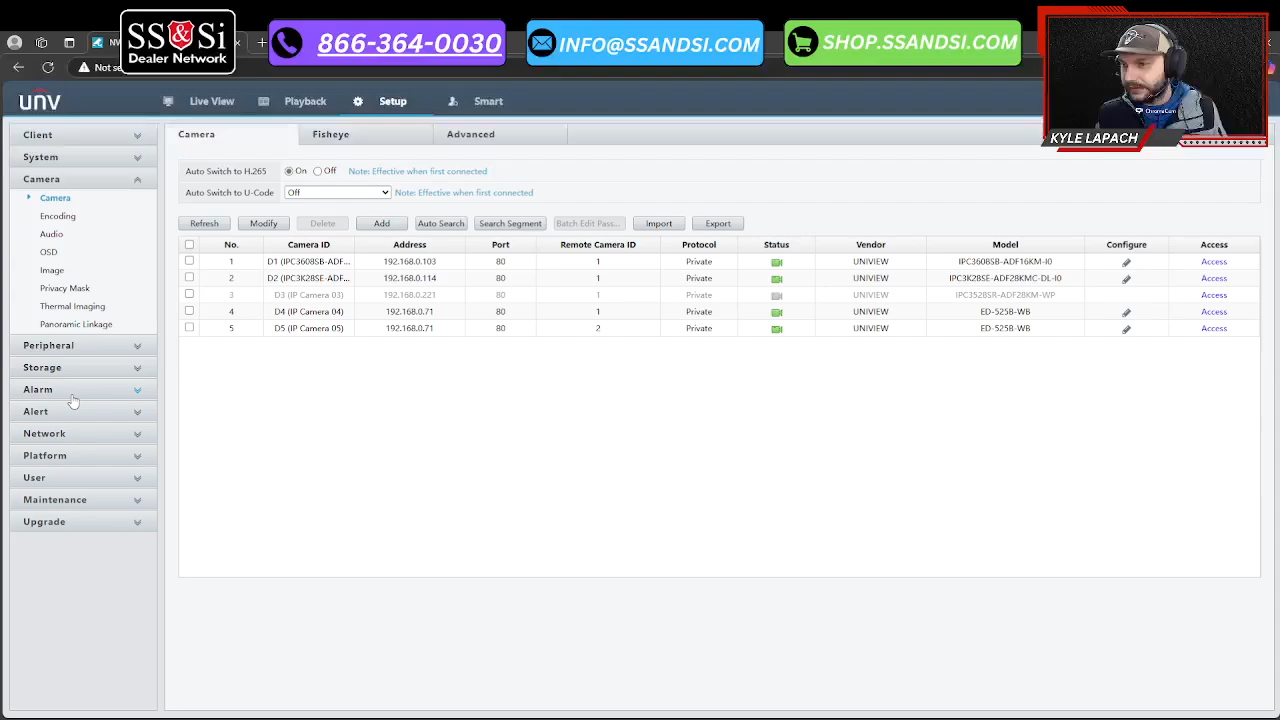 SS&Si
Dealer Network
866-364-0030
INFO@SSANDSI.COM
SHOP.SSANDSI.COM
ChromaCam
KYLE LAPACH
Not se
unv
Live View
Playback
Setup
Smart
Client
System
Camera
Camera
Encoding
Audio
OSD
Image
Privacy Mask
Thermal Imaging
Panoramic Linkage
Peripheral
Storage
Alarm
Alert
Network
Platform
User
Maintenance
Upgrade
Camera Fisheye Advanced
Auto Switch to H.265 On Off Note: Effective when first connected
Auto Switch to U-Code Off Note: Effective when first connected
Refresh Modify Delete Add Auto Search Search Segment Batch Edit Pass... Import Export
No. Camera ID Address Port Remote Camera ID Protocol Status Vendor Model Configure Access
1 D1 (IPC3608SB-ADF... 192.168.0.103 80 1 Private UNIVIEW IPC3608SB-ADF16KM-I0 Access
2 D2 (IPC3K28SE-ADF... 192.168.0.114 80 1 Private UNIVIEW IPC3K28SE-ADF28KMC-DL-I0 Access
3 D3 (IP Camera 03) 192.168.0.221 80 1 Private UNIVIEW IPC3528SR-ADF28KM-WP Access
4 D4 (IP Camera 04) 192.168.0.71 80 1 Private UNIVIEW ED-525B-WB Access
5 D5 (IP Camera 05) 192.168.0.71 80 2 Private UNIVIEW ED-525B-WB Access